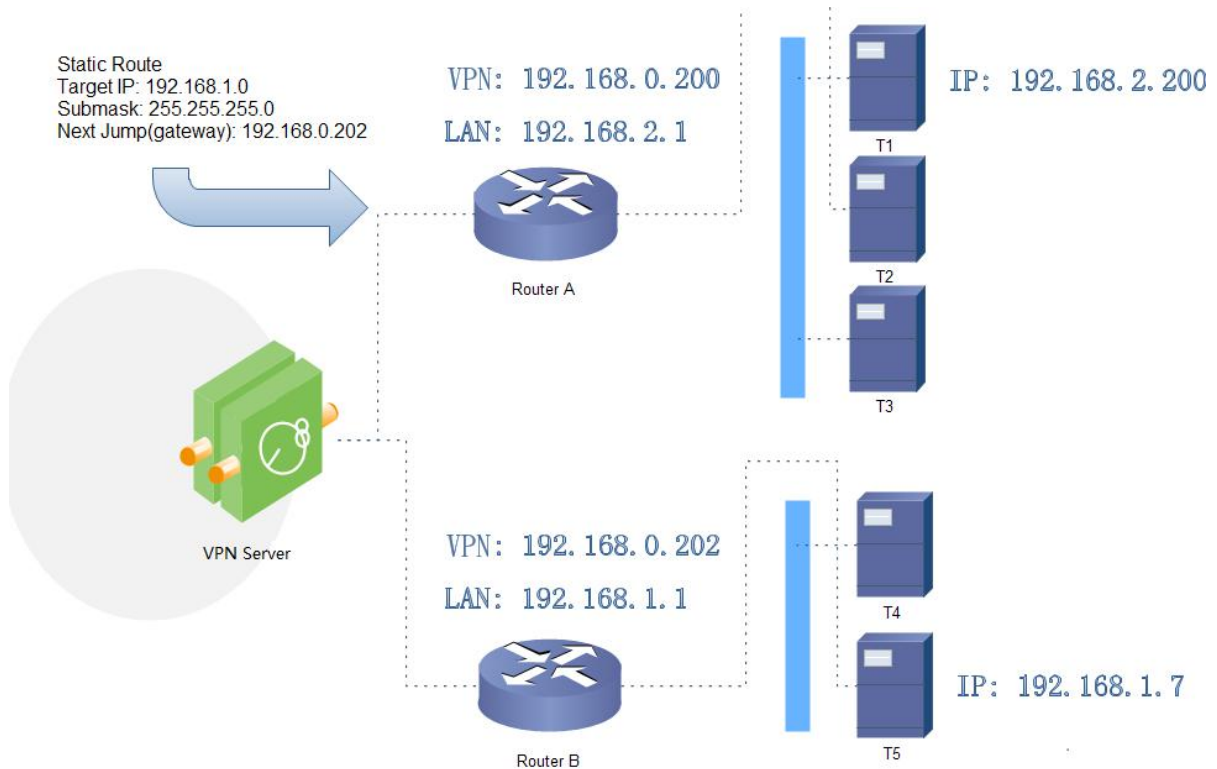 Static Route
Target IP: 192.168.1.0
Submask: 255.255.255.0
Next Jump(gateway): 192.168.0.202
VPN: 192.168.0.200
LAN: 192.168.2.1
Router A
IP: 192.168.2.200
T1
T2
T3
VPN Server
VPN: 192.168.0.202
LAN: 192.168.1.1
Router B
T4
IP: 192.168.1.7
T5